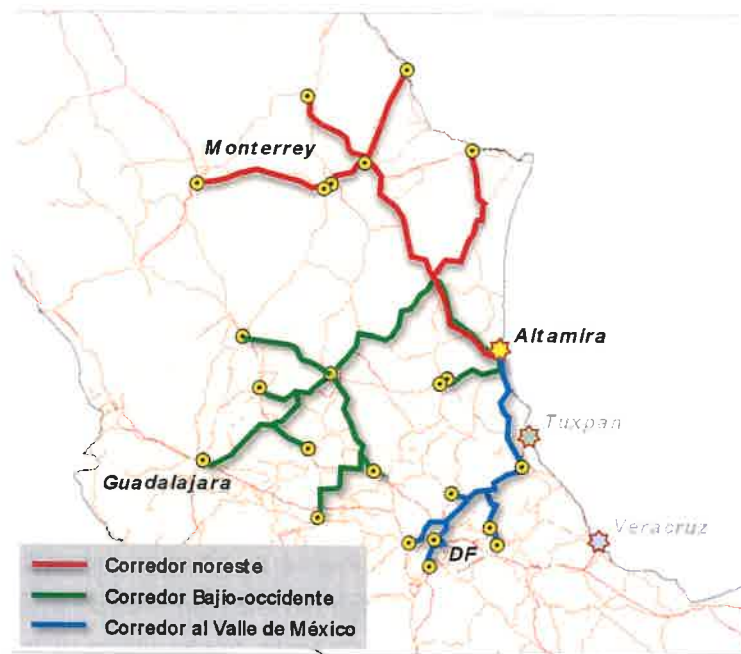 Monterrey
Altamira
Tuxpan
Guadalajara
Veracruz
DF
Corredor noreste
Corredor Bajío-occidente
Corredor al Valle de México